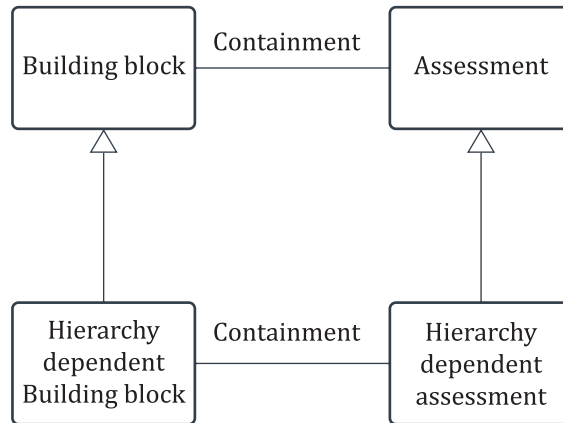 Containment
Building block
Assessment
Hierarchy
dependent
Building block
Containment
Hierarchy
dependent
assessment